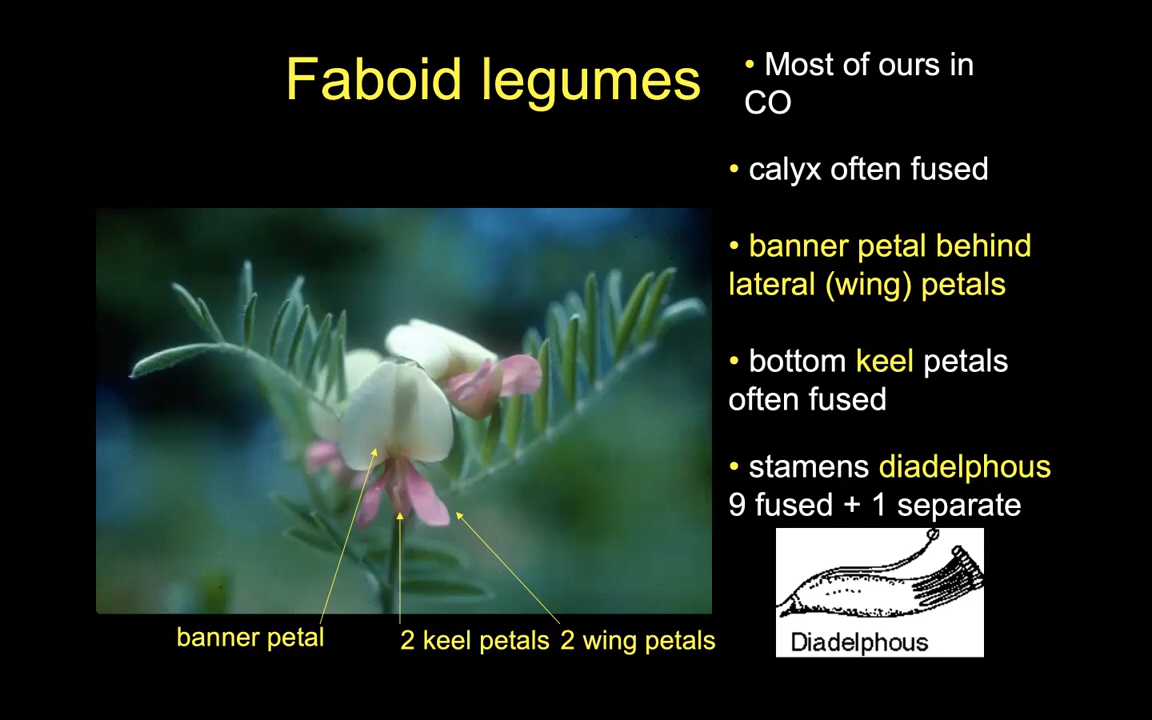 Faboid legumes
• Most of ours in
CO
• calyx often fused
• banner petal behind
lateral (wing) petals
• bottom keel petals
often fused
• stamens diadelphous
9 fused + 1 separate
banner petal
2 keel petals
2 wing petals
Diadelphous